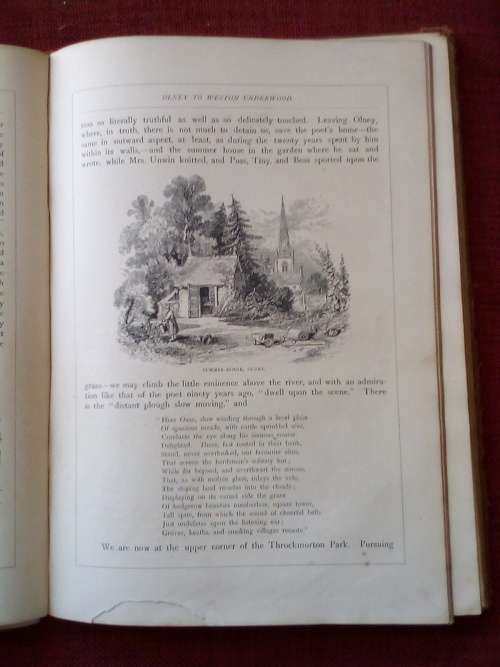 OLNEY TO WESTON UNDERWOOD.
too so literally truthful as well as so delicately touched. Leaving Olney,
where, in truth, there is not much to detain us, save the poet's home—the
same in outward aspect, at least, as during the twenty years spent by him
within its walls,—and the summer house in the garden where he sat and
wrote, while Mrs. Unwin knitted, and Puss, Tiny, and Bess sported upon the
SUMMER-HOUSE, OLNEY.
grass—we may climb the little eminence above the river, and with an admira-
tion like that of the poet ninety years ago, "dwell upon the scene." There
is the "distant plough slow moving," and
"Here Ouse, slow winding through a level plain
Of spacious meads, with cattle sprinkled o'er,
Conducts the eye along his sinuous course
Delighted. There, fast rooted in their bank,
Stand, never overlooked, our favourite elms,
That screen the herdsman's solitary hut;
While far beyond, and overthwart the stream,
That, as with molten glass, inlays the vale,
The sloping land recedes into the clouds;
Displaying on its varied side the grace
Of hedgerow beauties numberless, square tower,
Tall spire, from which the sound of cheerful bells
Just undulates upon the listening ear;
Groves, heaths, and smoking villages remote."
We are now at the upper corner of the Throckmorton Park. Pursuing